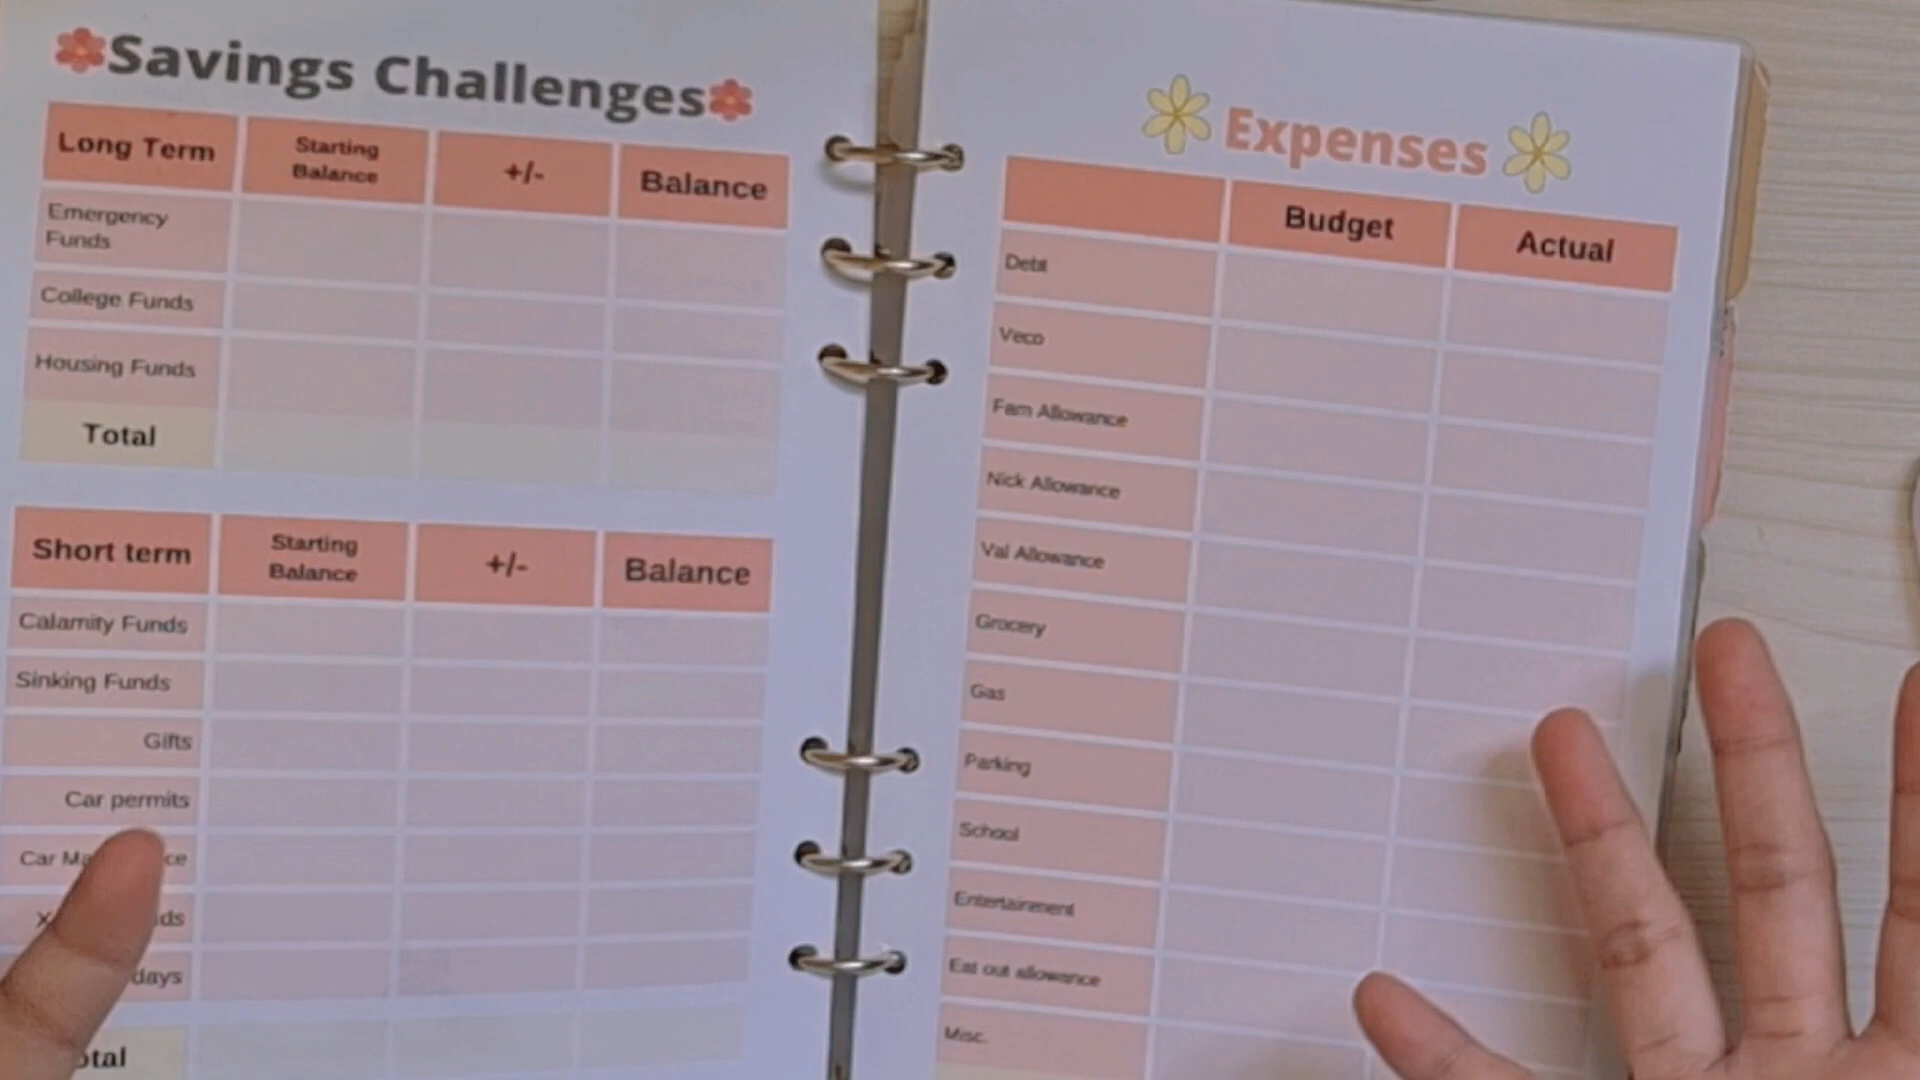 Savings Challenges
Long Term Starting Balance +/- Balance
Emergency Funds
College Funds
Housing Funds
Total
Short term Starting Balance +/- Balance
Calamity Funds
Sinking Funds
Gifts
Car permits
Car Ma ce
ds
days
otal
Expenses
Budget Actual
Debt
Veco
Fam Allowance
Nick Allowance
Val Allowance
Grocery
Gas
Parking
School
Entertainment
Eat out allowance
Misc.